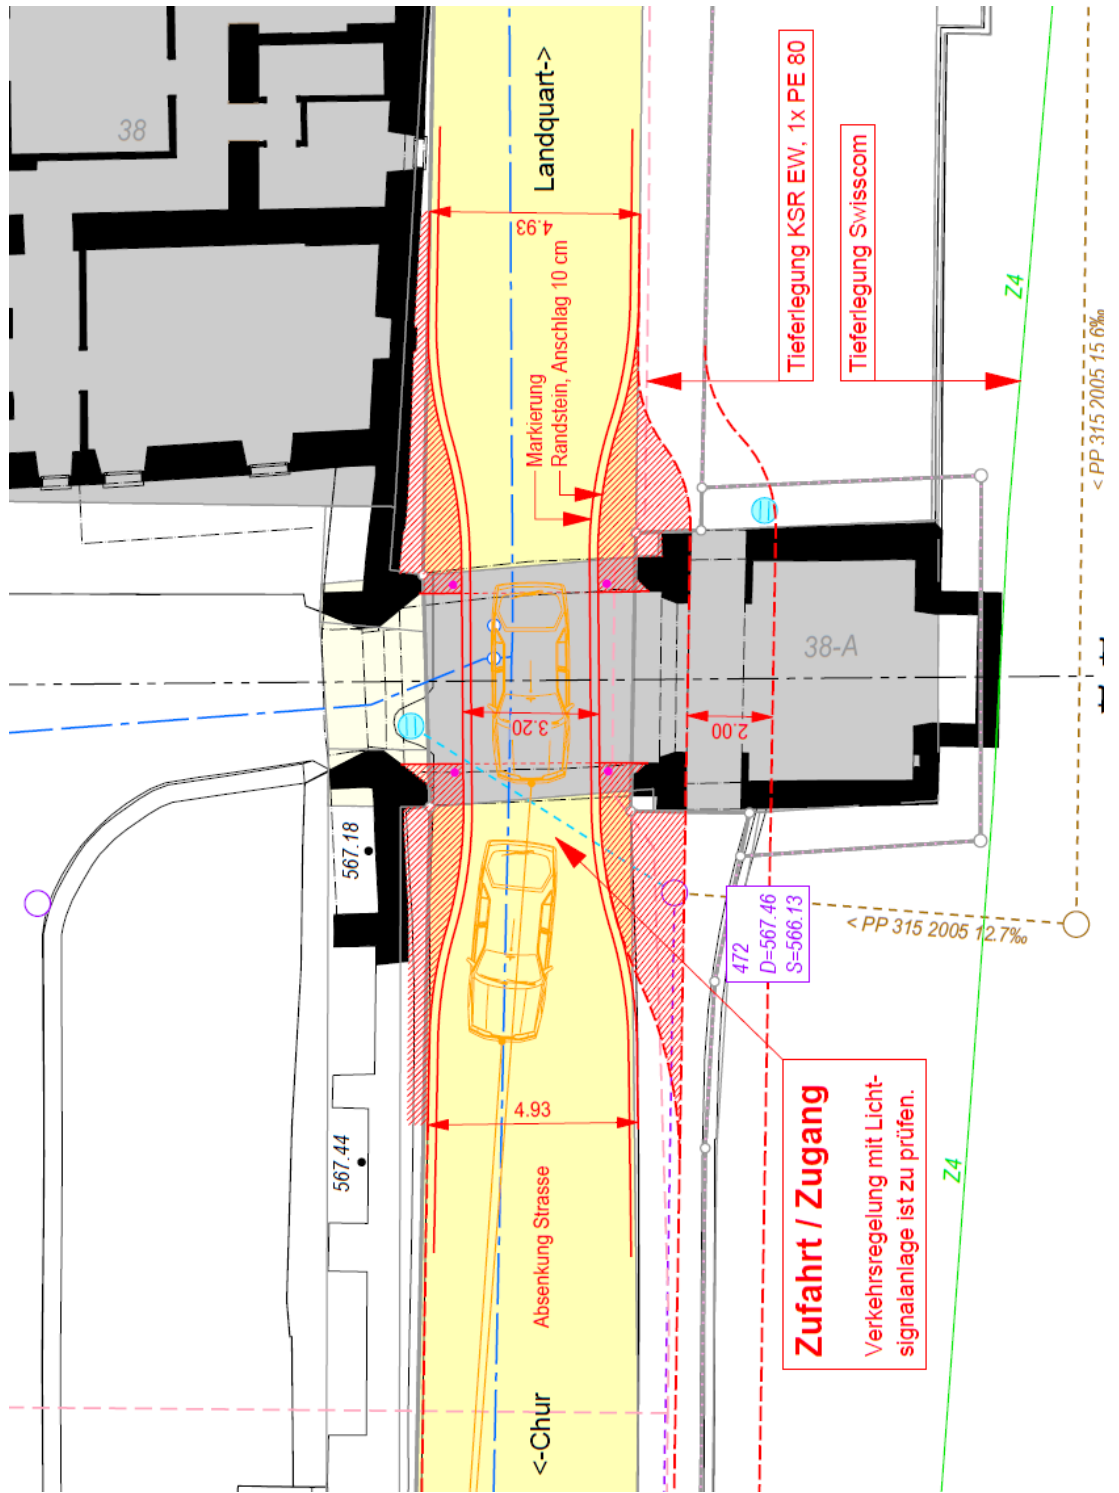 38
Landquart->
4.93
Markierung
Randstein, Anschlag 10 cm
Tieferlegung KSR EW, 1x PE 80
Tieferlegung Swisscom
Z4
< PP 315 2005 15.6‰
38-A
3.20
2.00
567.18
472
D=567.46
S=566.13
< PP 315 2005 12.7‰
567.44
4.93
Absenkung Strasse
Zufahrt / Zugang
Verkehrsregelung mit Licht-
signalanlage ist zu prüfen.
Z4
<-Chur